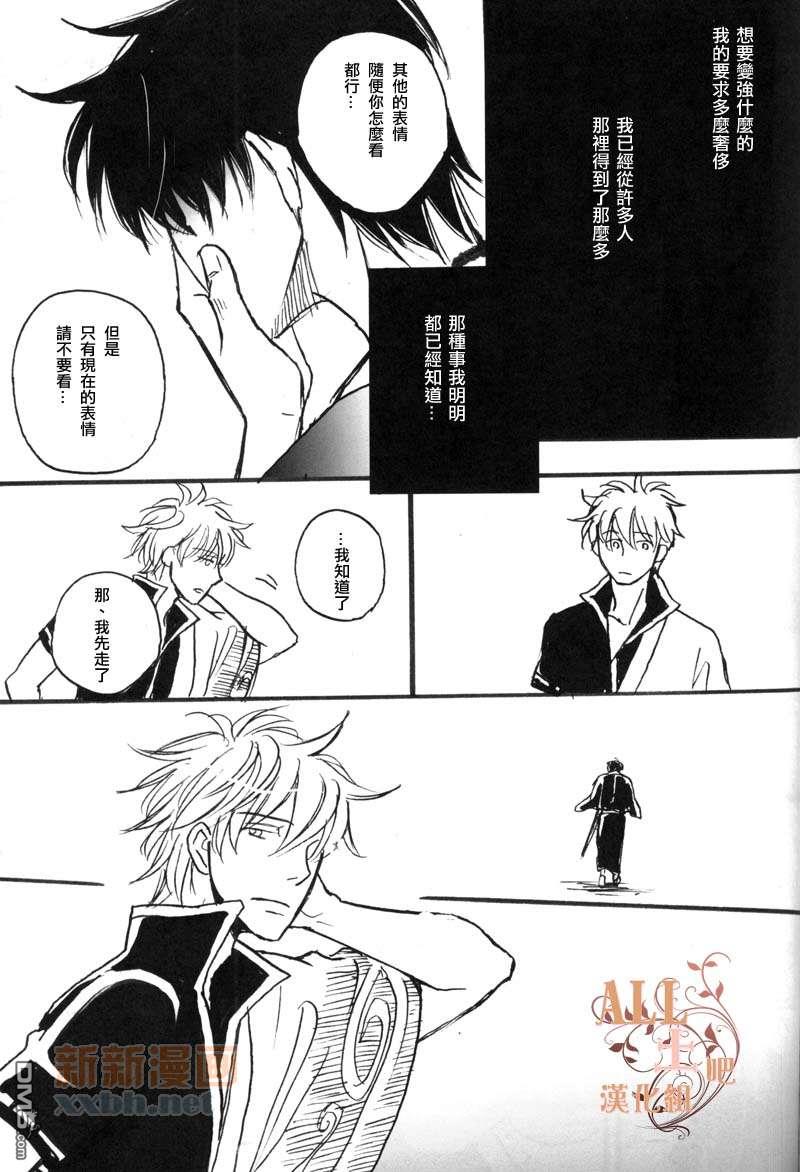 想要變強什麼的
我的要求多麼奢侈
我已經從許多人
那裡得到了那麼多
那種事我明明
都已經知道…
其他的表情
隨便你怎麼看
都行…
但是
只有現在的表情
請不要看…
…我知道了
那、我先走了
ALL
土吧
漢化組
新新漫画
xxbh.net
DM5.com